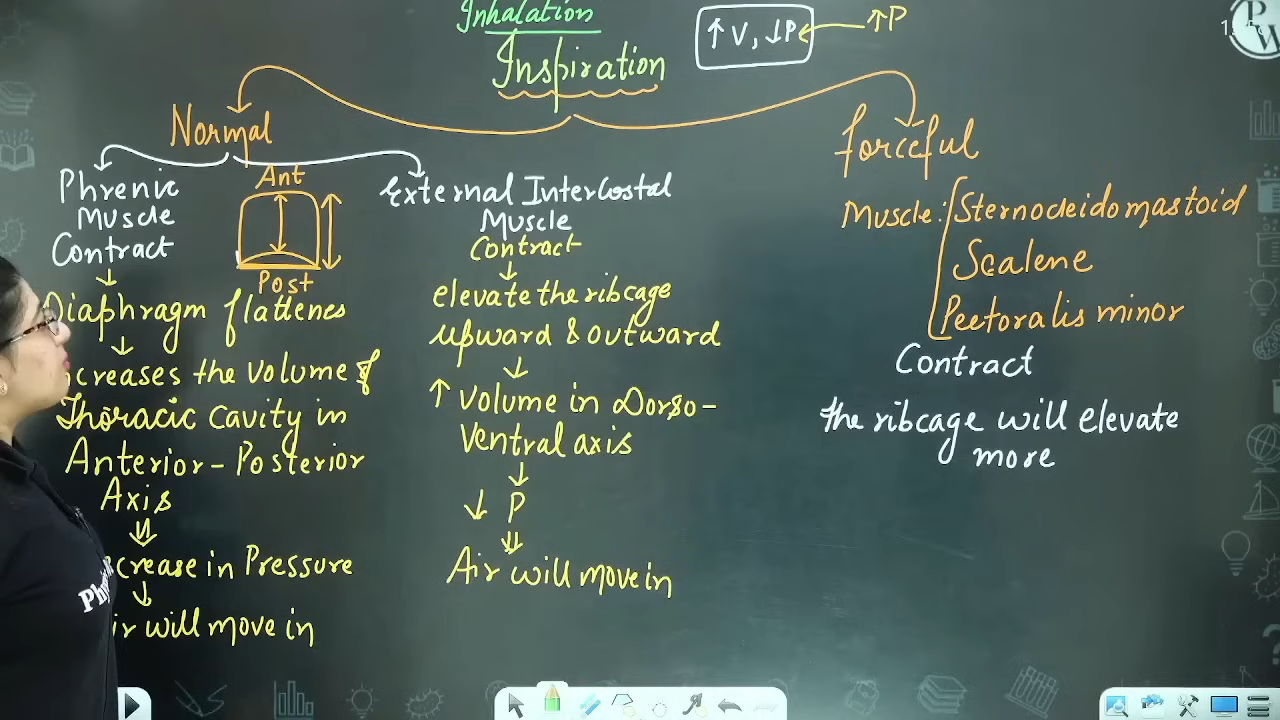 Inhalation
Inspiration
↑V, ↓P ← ↑P
Normal
Phrenic
Muscle
Contract
↓
Diaphragm flattenes
↓
creases the volume of
Thoracic Cavity in
Anterior-Posterior
Axis
⇓
crease in Pressure
↓
ir will move in
Ant
Post
External InterCostal
Muscle
Contract
↓
elevate the ribcage
upward & outward
↓
↑ Volume in Dorso-
Ventral axis
↓
↓ P
⇓
Air will move in
forceful
Muscle: Sternocleidomastoid
Scalene
Pectoralis minor
Contract
the ribcage will elevate
more
PW